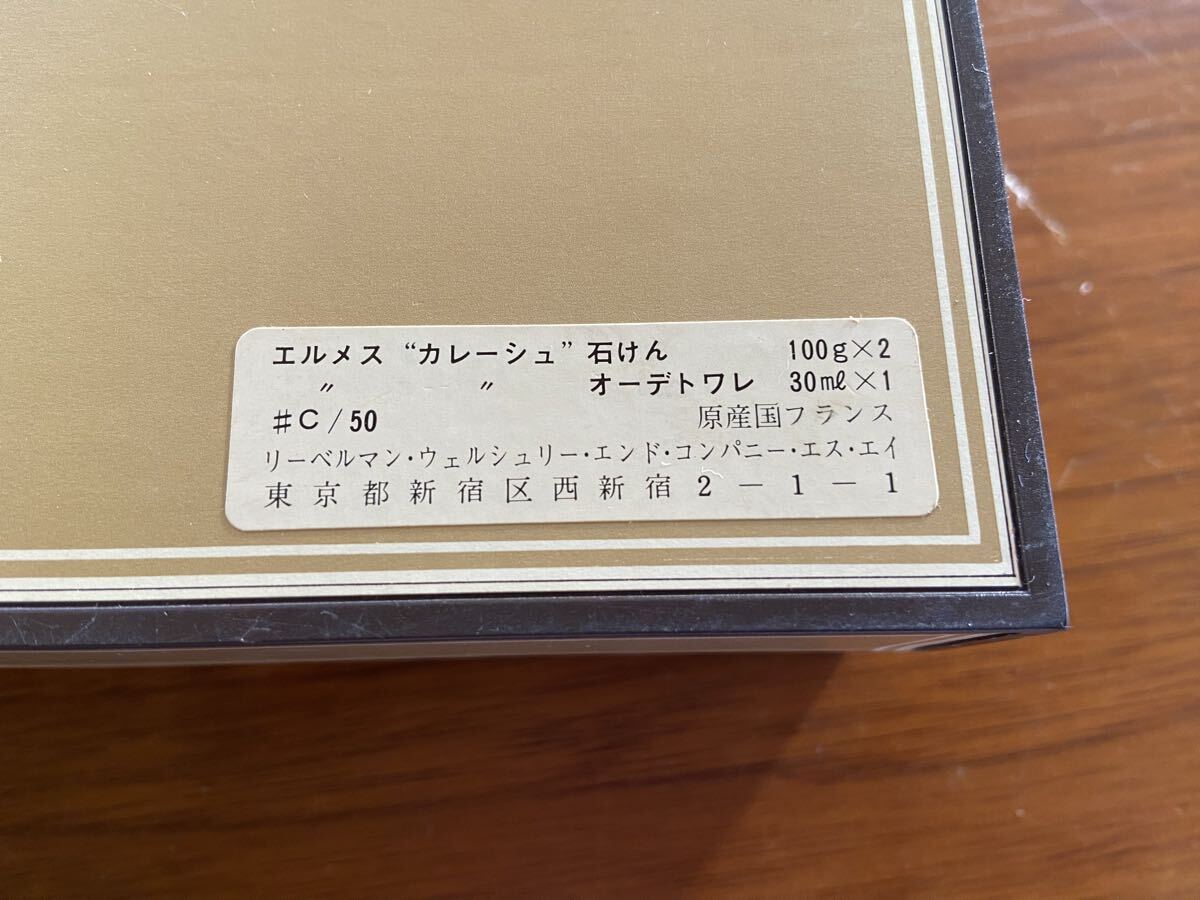 エルメス “カレーシュ” 石けん 100g×2
〃 〃 オーデトワレ 30mℓ×1
#C/50 原産国フランス
リーベルマン・ウェルシュリー・エンド・コンパニー・エス・エイ
東京都新宿区西新宿2-1-1